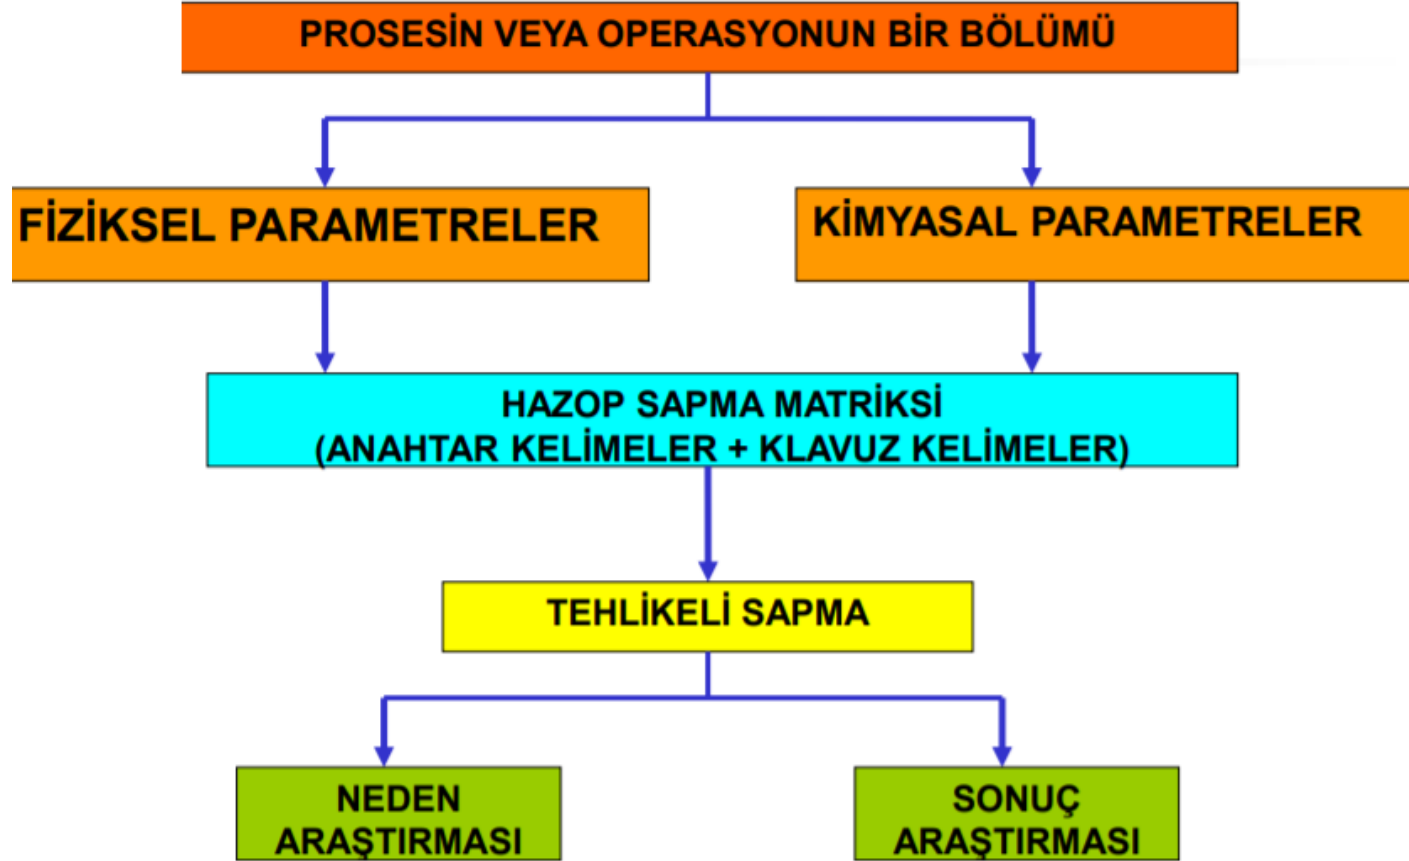 PROSESİN VEYA OPERASYONUN BİR BÖLÜMÜ
FİZİKSEL PARAMETRELER
KİMYASAL PARAMETRELER
HAZOP SAPMA MATRİKSİ
(ANAHTAR KELİMELER + KLAVUZ KELİMELER)
TEHLİKELİ SAPMA
NEDEN
ARAŞTIRMASI
SONUÇ
ARAŞTIRMASI